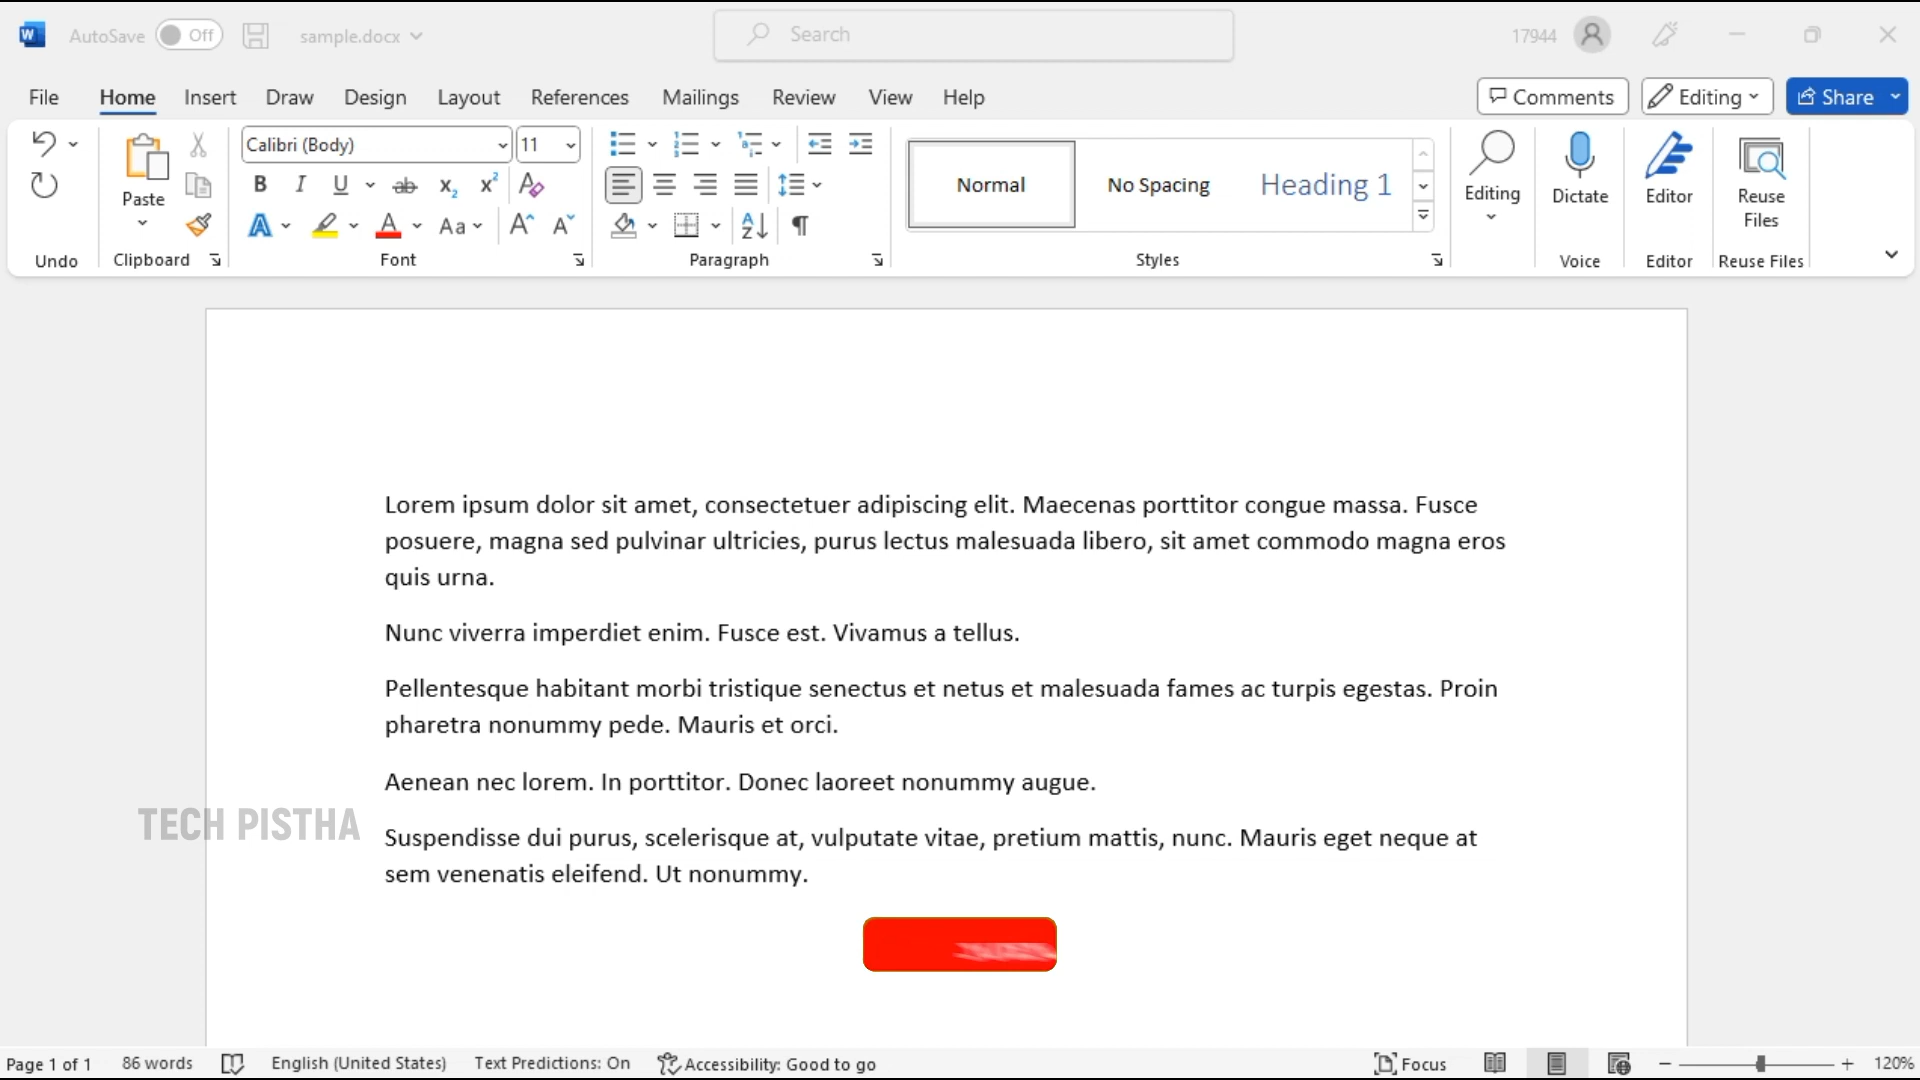 AutoSave Off sample.docx Search 17944
File Home Insert Draw Design Layout References Mailings Review View Help Comments Editing Share
Calibri (Body) 11
Paste
Normal No Spacing Heading 1
Editing Dictate Editor Reuse Files
Undo Clipboard Font Paragraph Styles Voice Editor Reuse Files
Lorem ipsum dolor sit amet, consectetuer adipiscing elit. Maecenas porttitor congue massa. Fusce
posuere, magna sed pulvinar ultricies, purus lectus malesuada libero, sit amet commodo magna eros
quis urna.
Nunc viverra imperdiet enim. Fusce est. Vivamus a tellus.
Pellentesque habitant morbi tristique senectus et netus et malesuada fames ac turpis egestas. Proin
pharetra nonummy pede. Mauris et orci.
Aenean nec lorem. In porttitor. Donec laoreet nonummy augue.
TECH PISTHA
Suspendisse dui purus, scelerisque at, vulputate vitae, pretium mattis, nunc. Mauris eget neque at
sem venenatis eleifend. Ut nonummy.
Page 1 of 1 86 words English (United States) Text Predictions: On Accessibility: Good to go Focus 120%